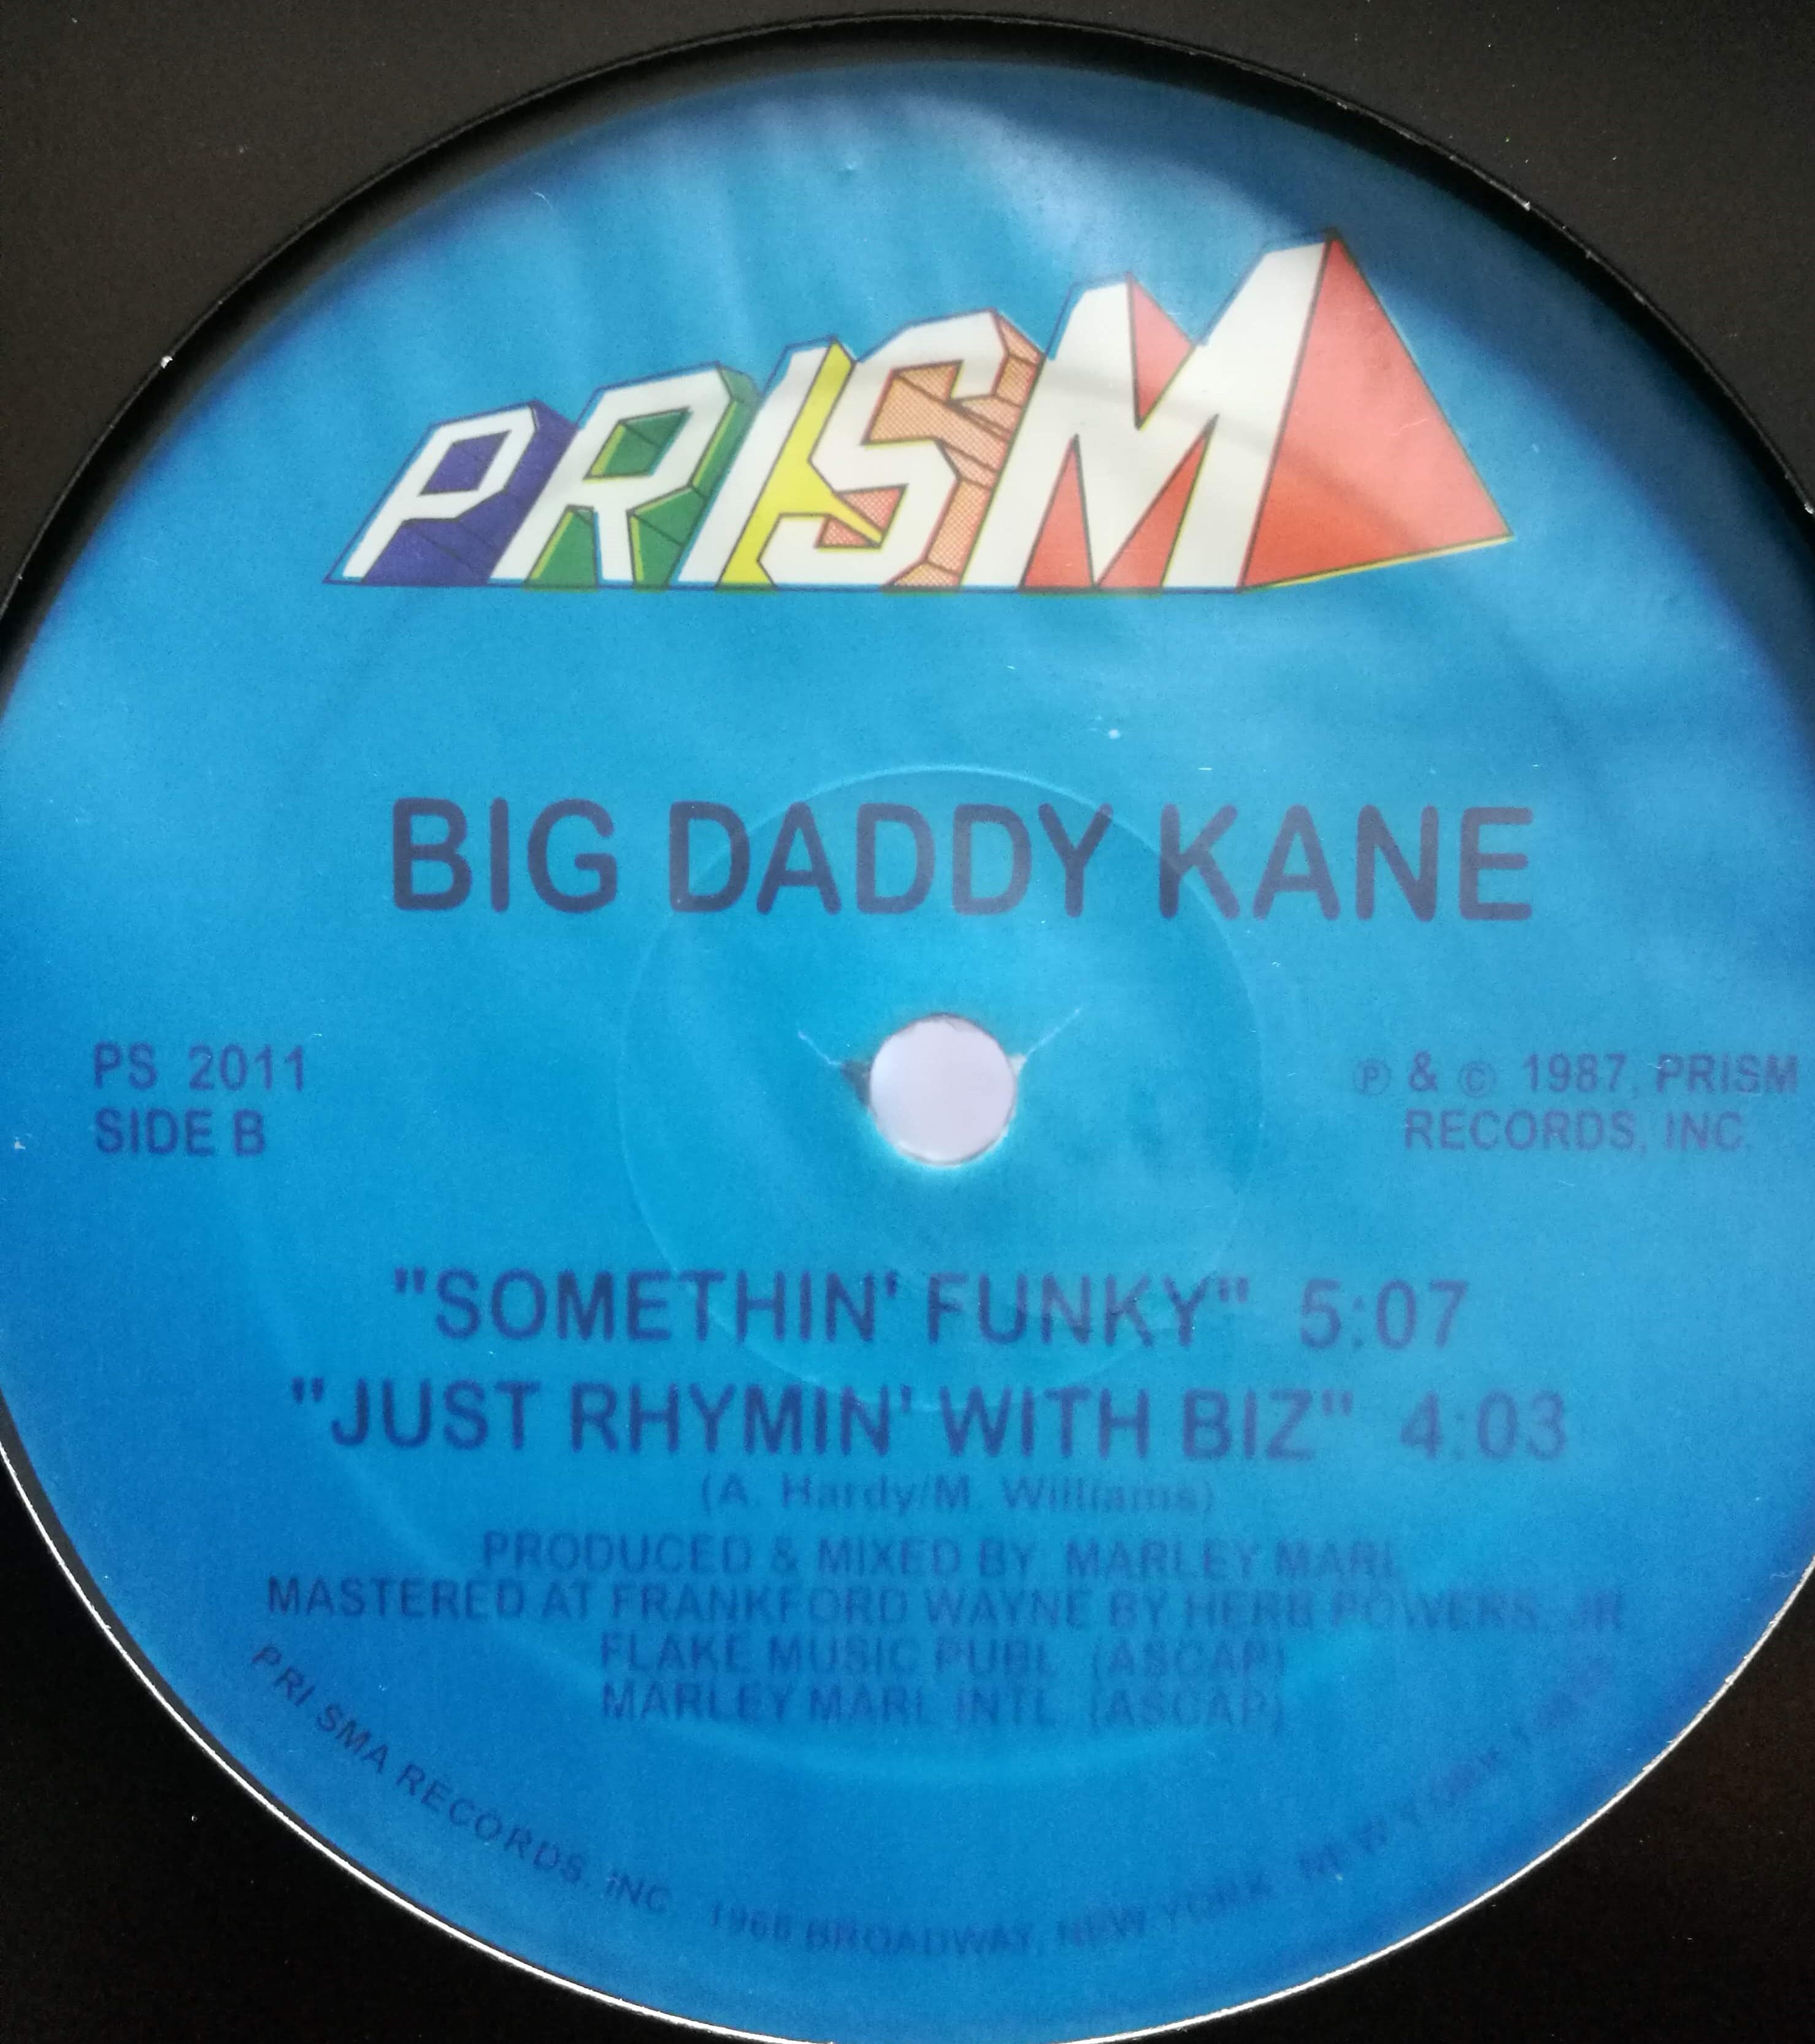 PRISM
BIG DADDY KANE
PS 2011
SIDE B
℗ & © 1987, PRISM
RECORDS, INC.
"SOMETHIN' FUNKY" 5:07
"JUST RHYMIN' WITH BIZ" 4:03
(A. Hardy/M. Williams)
PRODUCED & MIXED BY MARLEY MARL
MASTERED AT FRANKFORD WAYNE BY HERB POWERS, JR
FLAKE MUSIC PUBL (ASCAP)
MARLEY MARL INTL (ASCAP)
PRI SMA RECORDS, INC. BROADWAY, NEW YORK, NEW YORK